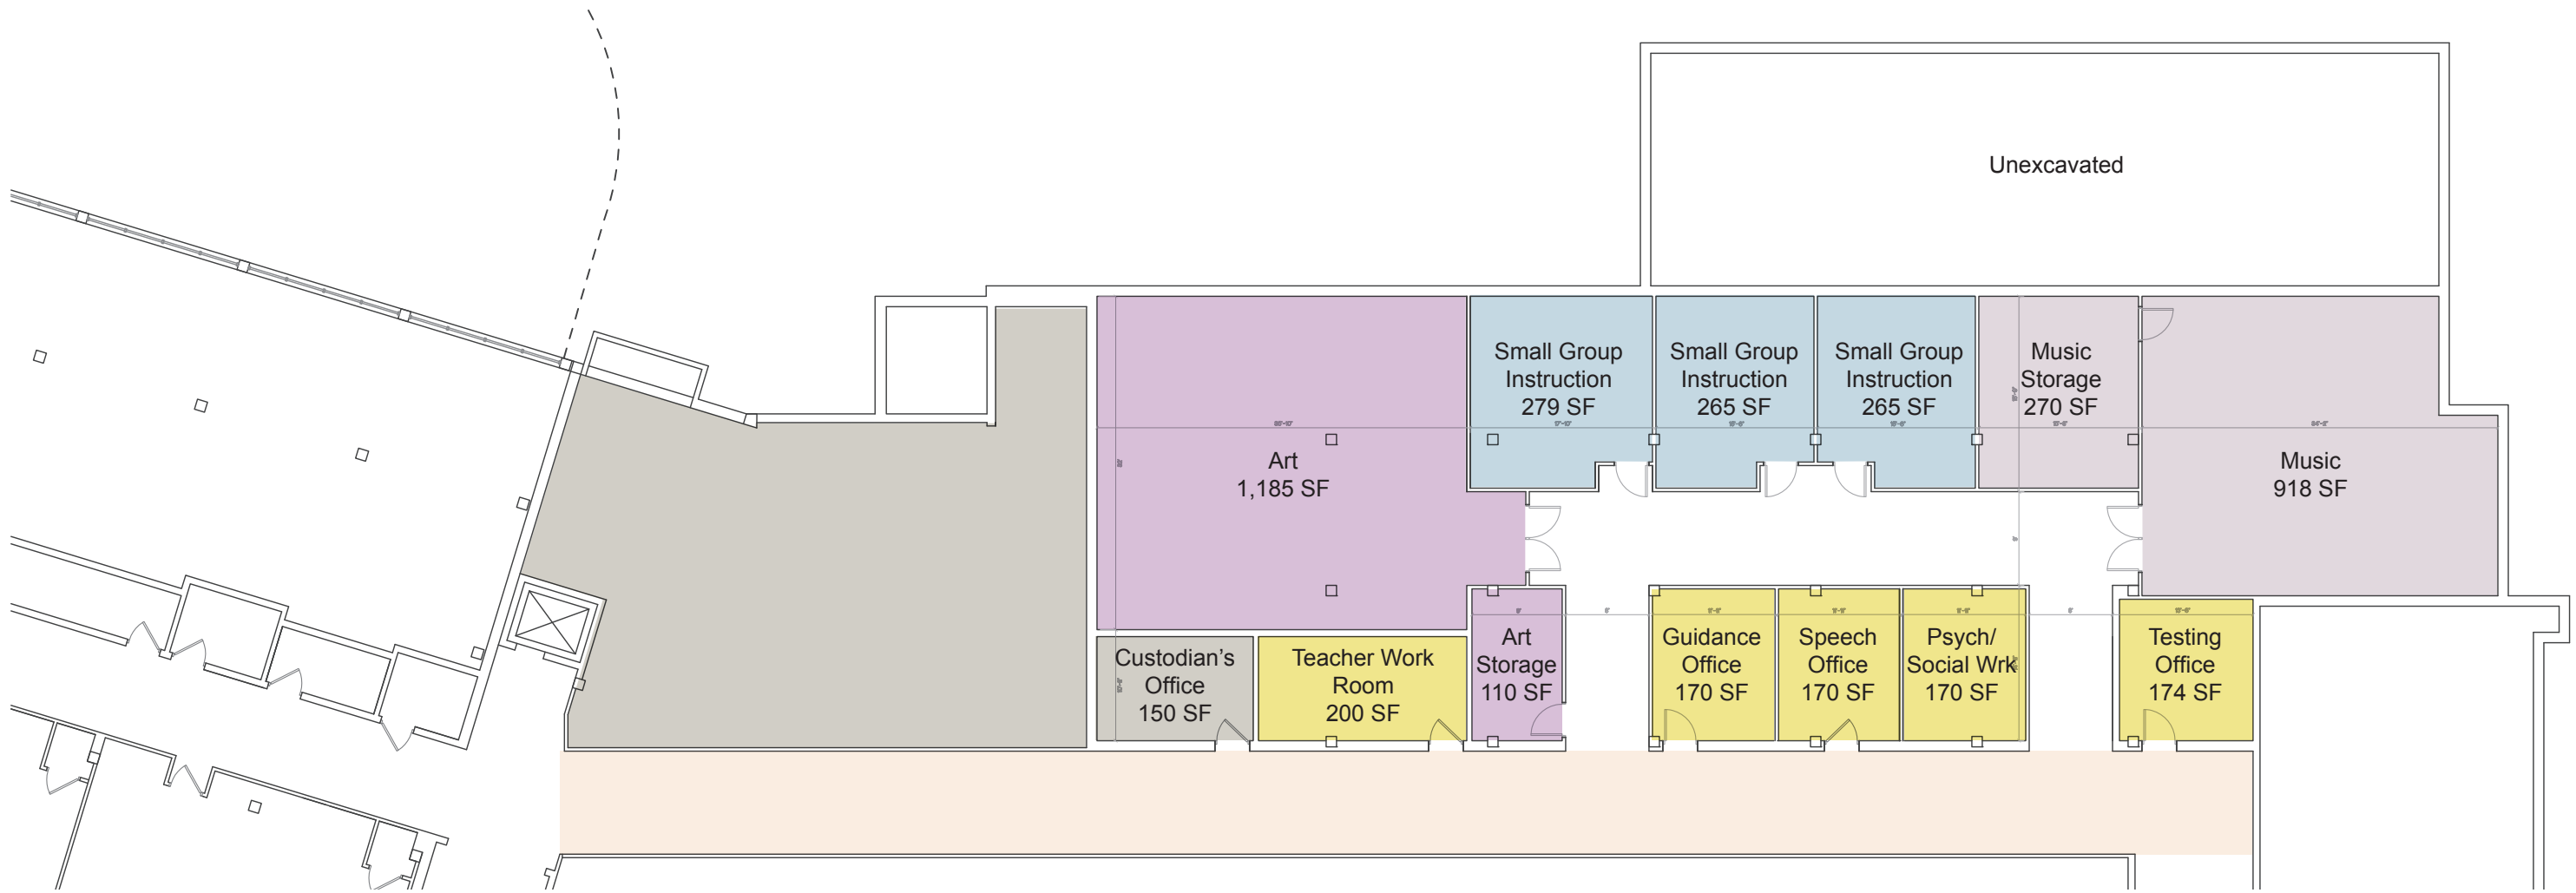 Unexcavated
Small Group
Instruction
279 SF
Small Group
Instruction
265 SF
Small Group
Instruction
265 SF
Music
Storage
270 SF
Art
1,185 SF
Music
918 SF
Custodian's
Office
150 SF
Teacher Work
Room
200 SF
Art
Storage
110 SF
Guidance
Office
170 SF
Speech
Office
170 SF
Psych/
Social Wrk
170 SF
Testing
Office
174 SF